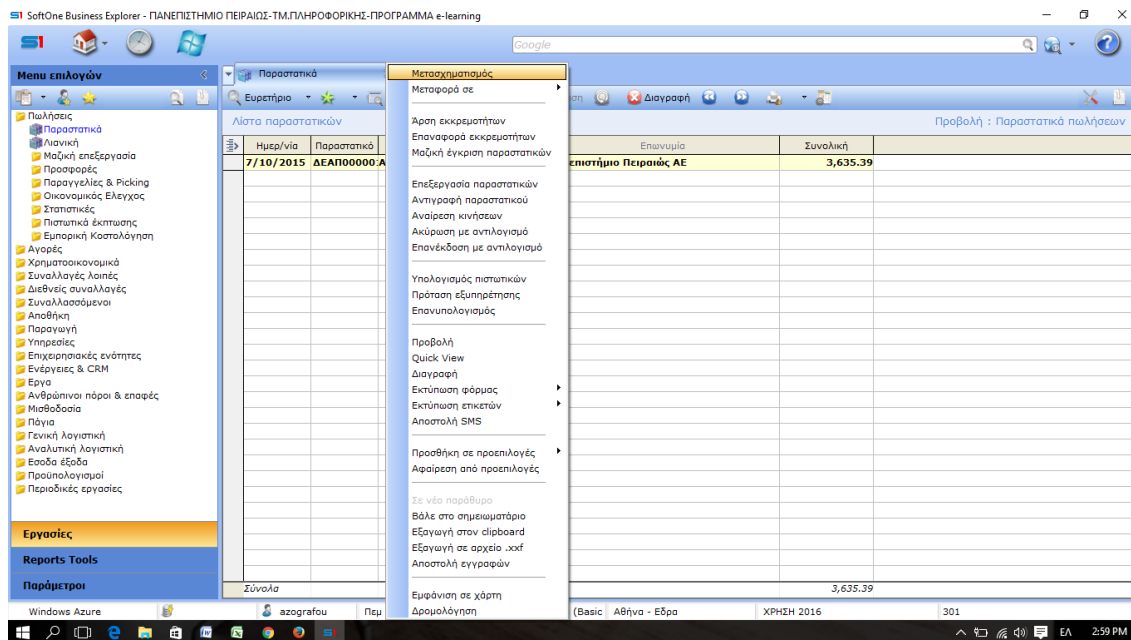 SoftOne Business Explorer - ΠΑΝΕΠΙΣΤΗΜΙΟ ΠΕΙΡΑΙΩΣ-ΤΜ.ΠΛΗΡΟΦΟΡΙΚΗΣ-ΠΡΟΓΡΑΜΜΑ e-learning
Google
Menu επιλογών
Πωλήσεις
Παραστατικά
Λιανική
Μαζική επεξεργασία
Προσφορές
Παραγγελίες & Picking
Οικονομικός Ελεγχος
Στατιστικές
Πιστωτικά έκπτωσης
Εμπορική Κοστολόγηση
Αγορές
Χρηματοοικονομικά
Συναλλαγές λοιπές
Διεθνείς συναλλαγές
Συναλλασσόμενοι
Αποθήκη
Παραγωγή
Υπηρεσίες
Επιχειρησιακές ενότητες
Ενέργειες & CRM
Εργα
Ανθρώπινοι πόροι & επαφές
Μισθοδοσία
Πάγια
Γενική λογιστική
Αναλυτική λογιστική
Εσοδα έξοδα
Προϋπολογισμοί
Περιοδικές εργασίες
Εργασίες
Reports Tools
Παράμετροι
Παραστατικά
Ευρετήριο
Διαγραφή
Λίστα παραστατικών
Προβολή : Παραστατικά πωλήσεων
Ημερ/νία Παραστατικό Επωνυμία Συνολική
7/10/2015 ΔΕΑΠ00000 επιστήμιο Πειραιώς ΑΕ 3,635.39
Μετασχηματισμός
Μεταφορά σε
Άρση εκκρεμοτήτων
Επαναφορά εκκρεμοτήτων
Μαζική έγκριση παραστατικών
Επεξεργασία παραστατικών
Αντιγραφή παραστατικού
Αναίρεση κινήσεων
Ακύρωση με αντιλογισμό
Επανέκδοση με αντιλογισμό
Υπολογισμός πιστωτικών
Πρόταση εξυπηρέτησης
Επανυπολογισμός
Προβολή
Quick View
Διαγραφή
Εκτύπωση φόρμας
Εκτύπωση ετικετών
Αποστολή SMS
Προσθήκη σε προεπιλογές
Αφαίρεση από προεπιλογές
Σε νέο παράθυρο
Βάλε στο σημειωματάριο
Εξαγωγή στον clipboard
Εξαγωγή σε αρχείο .xxf
Αποστολή εγγραφών
Εμφάνιση σε χάρτη
Δρομολόγηση
Σύνολα 3,635.39
Windows Azure azografou Πεμ (Basic Αθήνα - Εδρα ΧΡΗΣΗ 2016 301
ΕΛ 2:59 PM